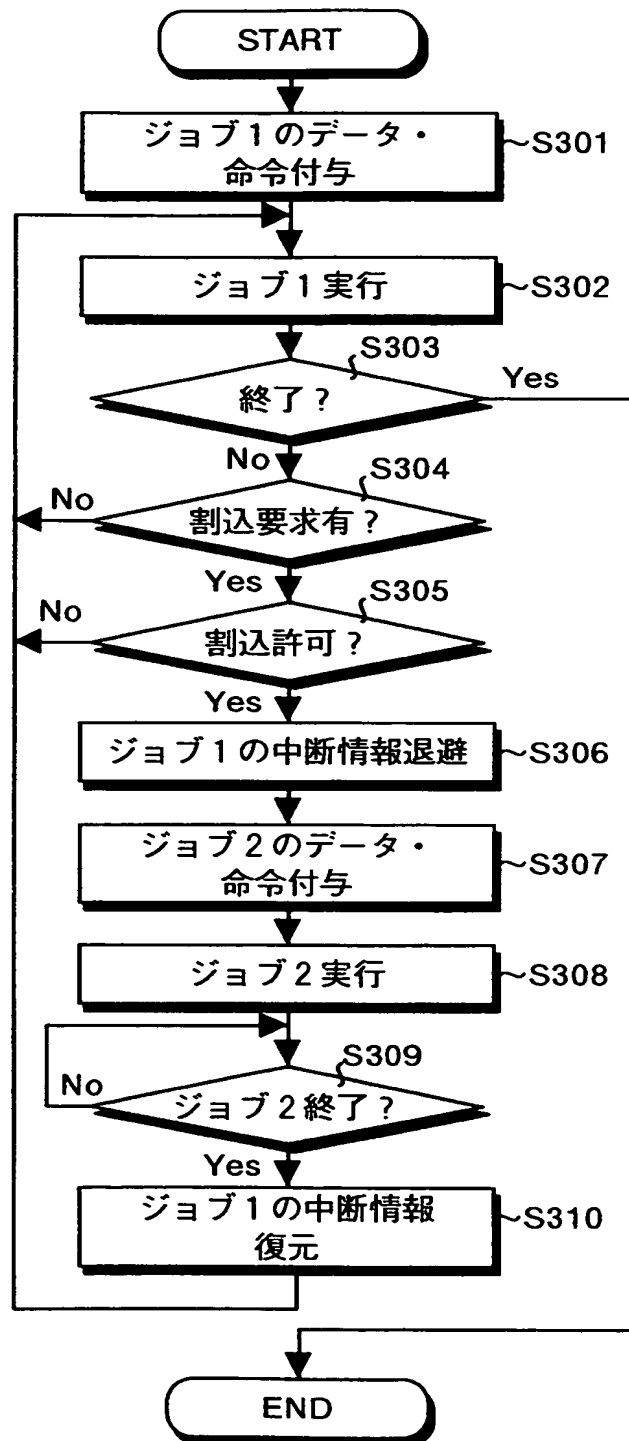 START
ジョブ1のデータ・
命令付与
~S301
ジョブ1実行
~S302
S303
終了?
Yes
No
S304
割込要求有?
No
Yes
S305
割込許可?
No
Yes
ジョブ1の中断情報退避
~S306
ジョブ2のデータ・
命令付与
~S307
ジョブ2実行
~S308
S309
ジョブ2終了?
No
Yes
ジョブ1の中断情報
復元
~S310
END